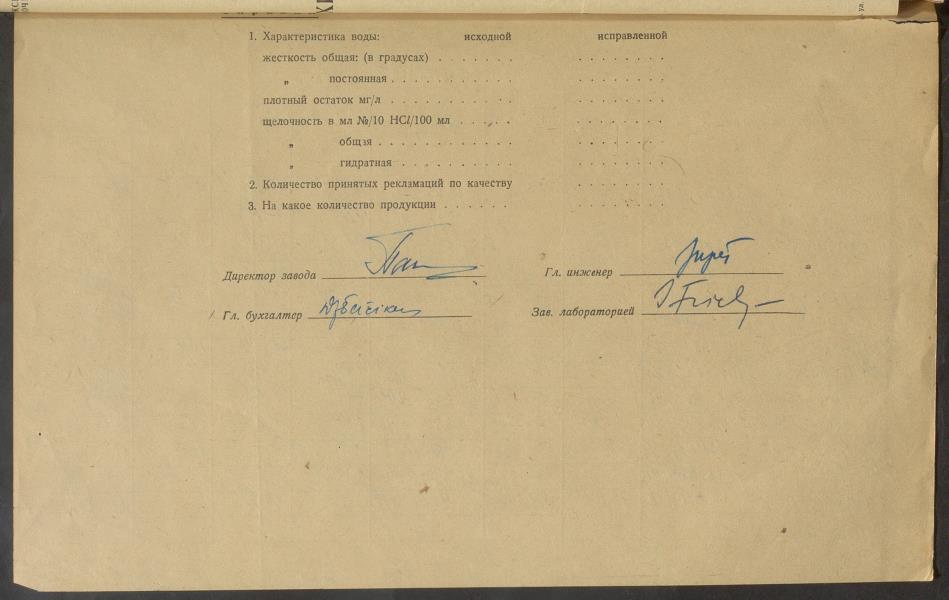 1. Характеристика воды: исходной исправленной
жесткость общая: (в градусах) . . . . . . . . . . . . . . .
„ постоянная . . . . . . . . . . . . . . . . . . .
плотный остаток мг/л . . . . . . . . . . . . . . . . . . .
щелочность в мл №/10 HCl/100 мл . . . . . . . . . . . . .
„ общая . . . . . . . . . . . . . . . . . . . .
„ гидратная . . . . . . . . . . . . . . . . . .
2. Количество принятых рекламаций по качеству . . . . . . . .
3. На какое количество продукции . . . . . . . . . . . . . .
Директор завода Гл. инженер
Гл. бухгалтер Зав. лабораторией